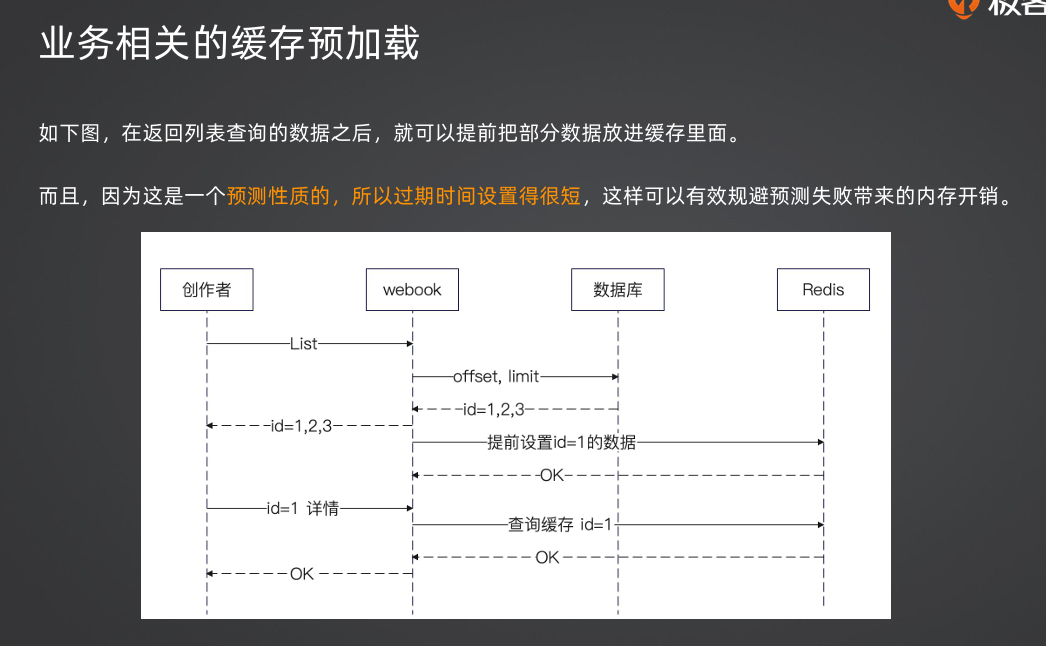 业务相关的缓存预加载
如下图，在返回列表查询的数据之后，就可以提前把部分数据放进缓存里面。
而且，因为这是一个预测性质的，所以过期时间设置得很短，这样可以有效规避预测失败带来的内存开销。
创作者 webook 数据库 Redis
List
offset, limit
id=1,2,3
id=1,2,3
提前设置id=1的数据
OK
id=1 详情
查询缓存 id=1
OK
OK